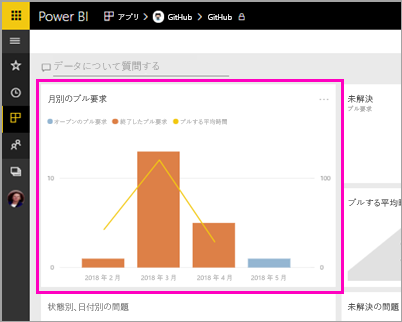 Power BI アプリ > GitHub > GitHub
データについて質問する
月別のプル要求 ...
オープンのプル要求 終了したプル要求 プルする平均時間
10 100
0 0
2016 年 2 月 2016 年 3 月 2016 年 4 月 2016 年 5 月
未解決
プル要求
プルする平均時
状態別、日付別の問題
未解決の問題